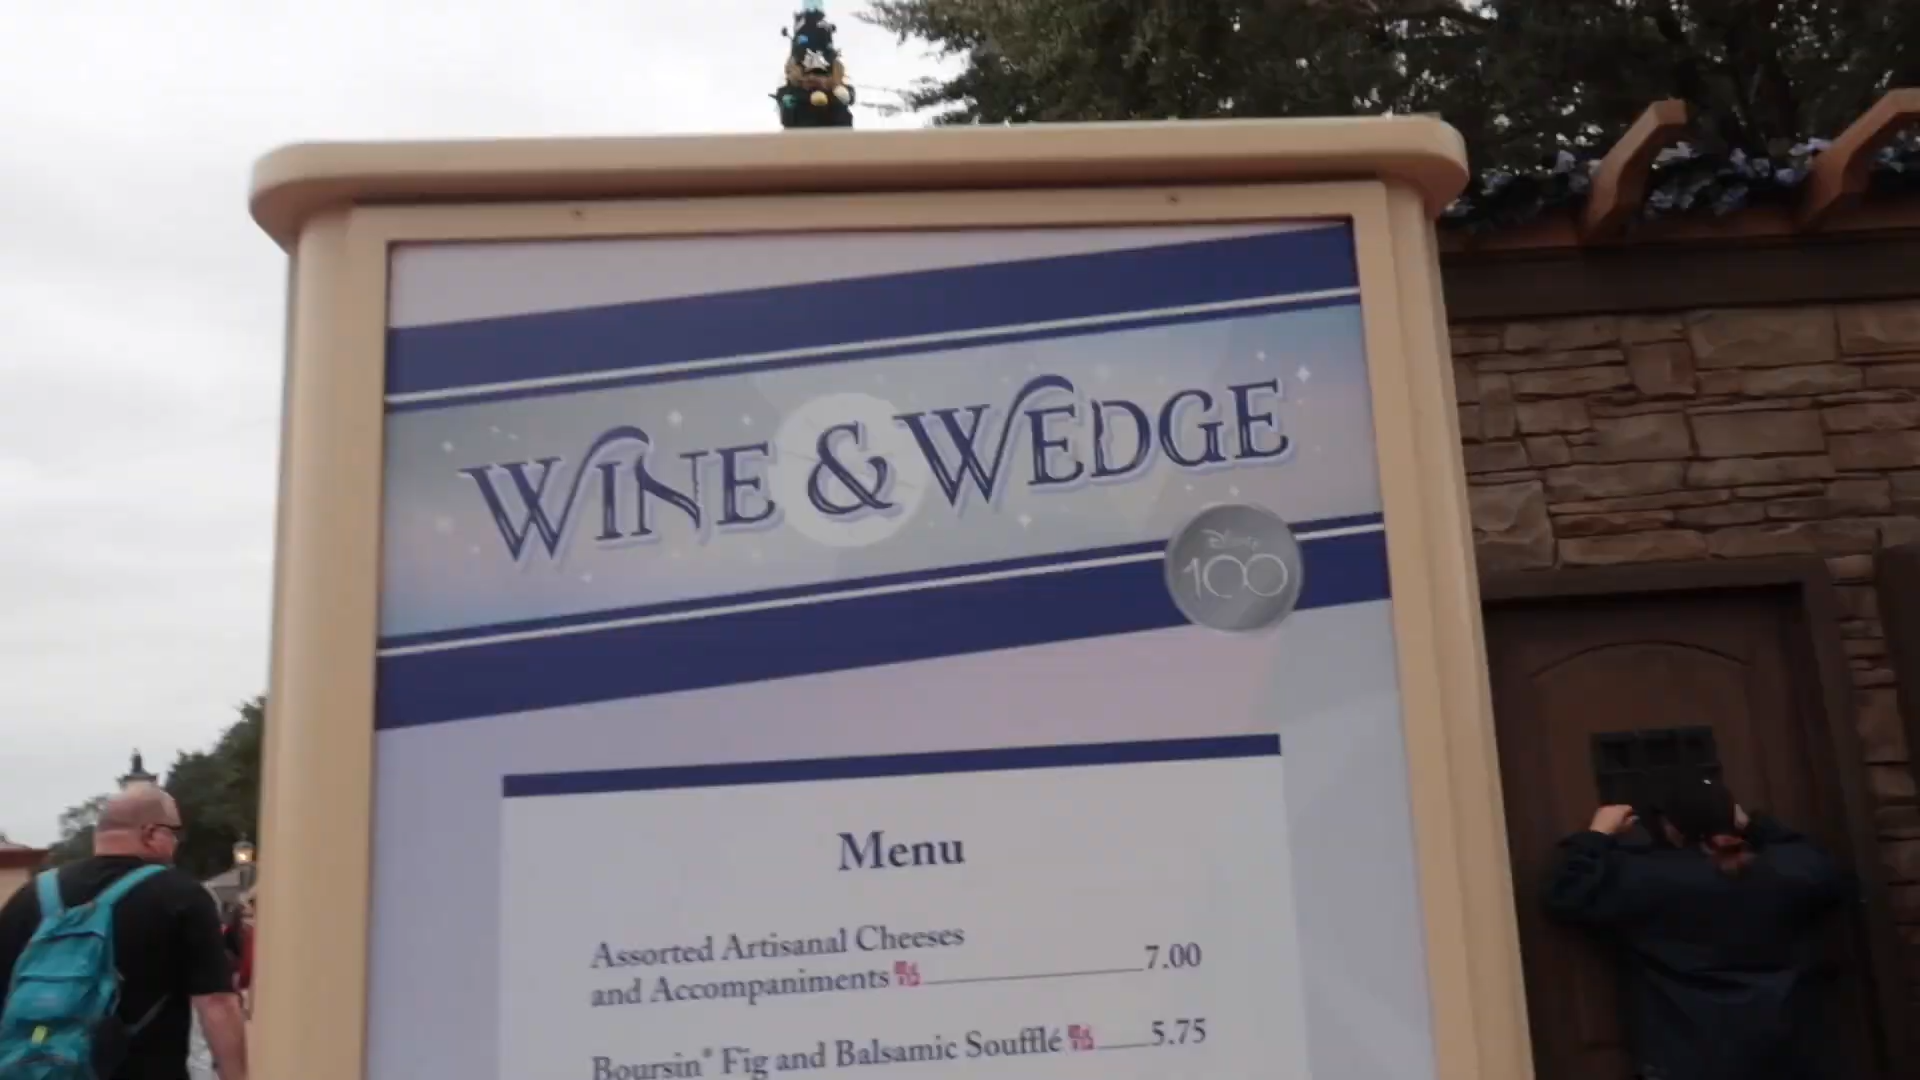 WINE & WEDGE
Disney
100
Menu
Assorted Artisanal Cheeses
and Accompaniments 7.00
Boursin® Fig and Balsamic Soufflé 5.75